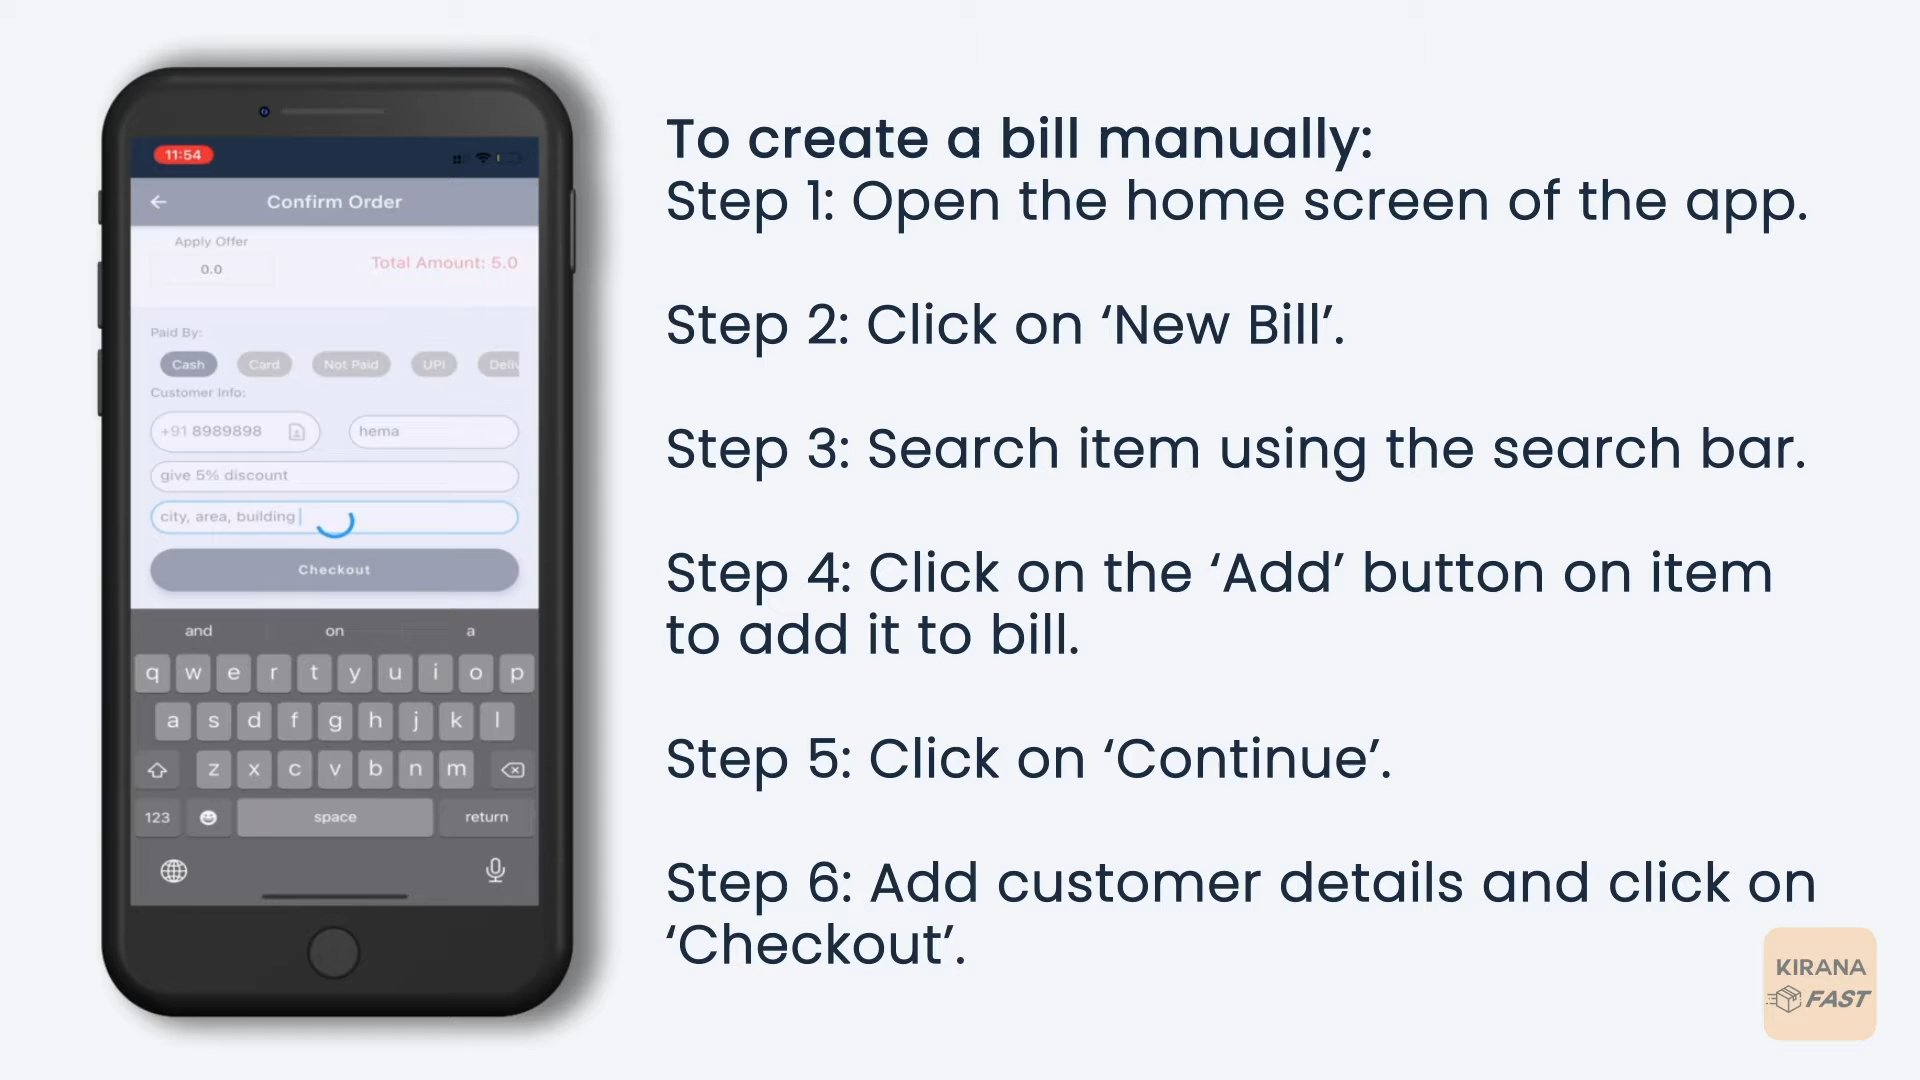 11:54
Confirm Order
Apply Offer
0.0
Total Amount: 5.0
Paid By:
Cash Card Not Paid UPI Deliv
Customer Info:
+91 8989898 hema
give 5% discount
city, area, building
Checkout
and on a
q w e r t y u i o p
a s d f g h j k l
z x c v b n m
123 space return
To create a bill manually:
Step 1: Open the home screen of the app.
Step 2: Click on ‘New Bill’.
Step 3: Search item using the search bar.
Step 4: Click on the ‘Add’ button on item
to add it to bill.
Step 5: Click on ‘Continue’.
Step 6: Add customer details and click on
‘Checkout’.
KIRANA
FAST